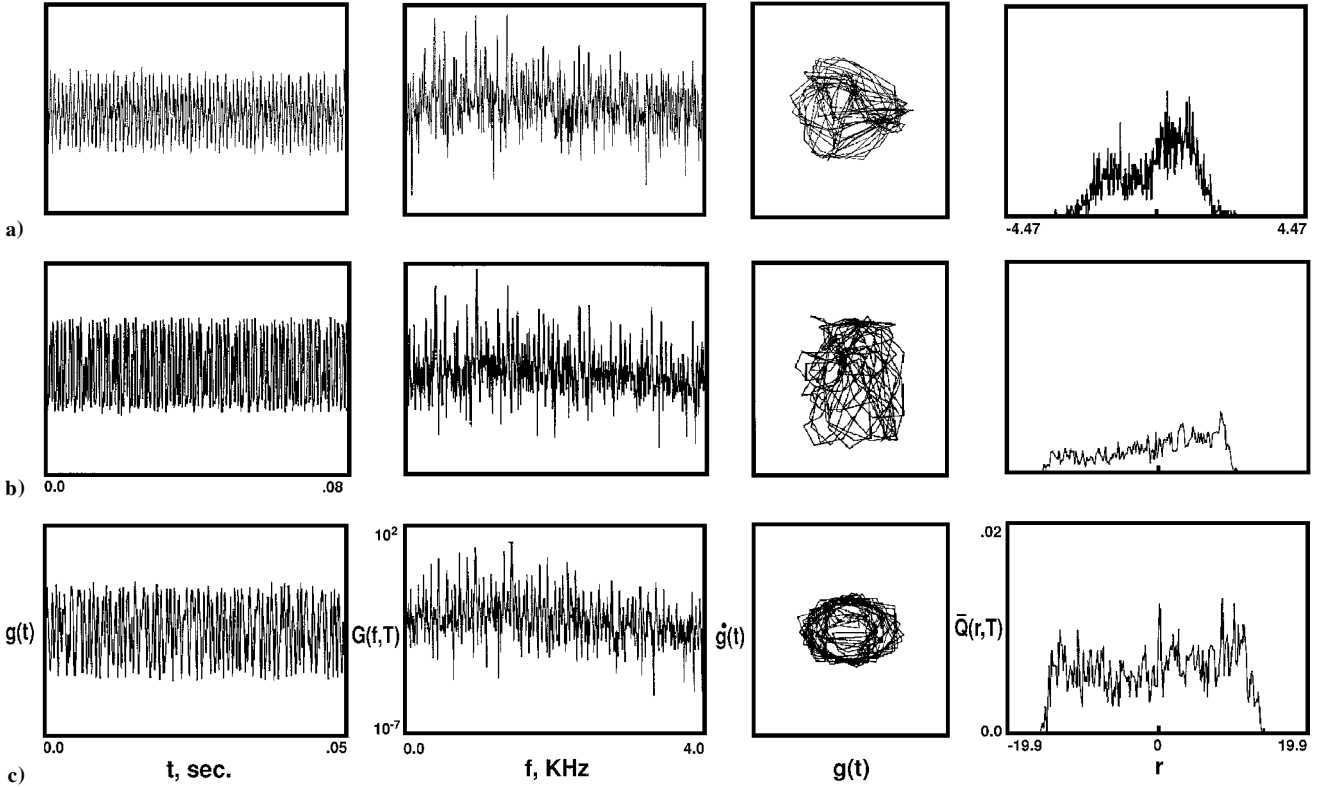 a)
-4.47 4.47
b)
0.0 .08
c)
g(t)
0.0 .05
t, sec.
10²
G(f,T)
10⁻⁷
0.0 4.0
f, KHz
ġ(t)
g(t)
.02
Q̄(r,T)
0.0
-19.9 0 19.9
r